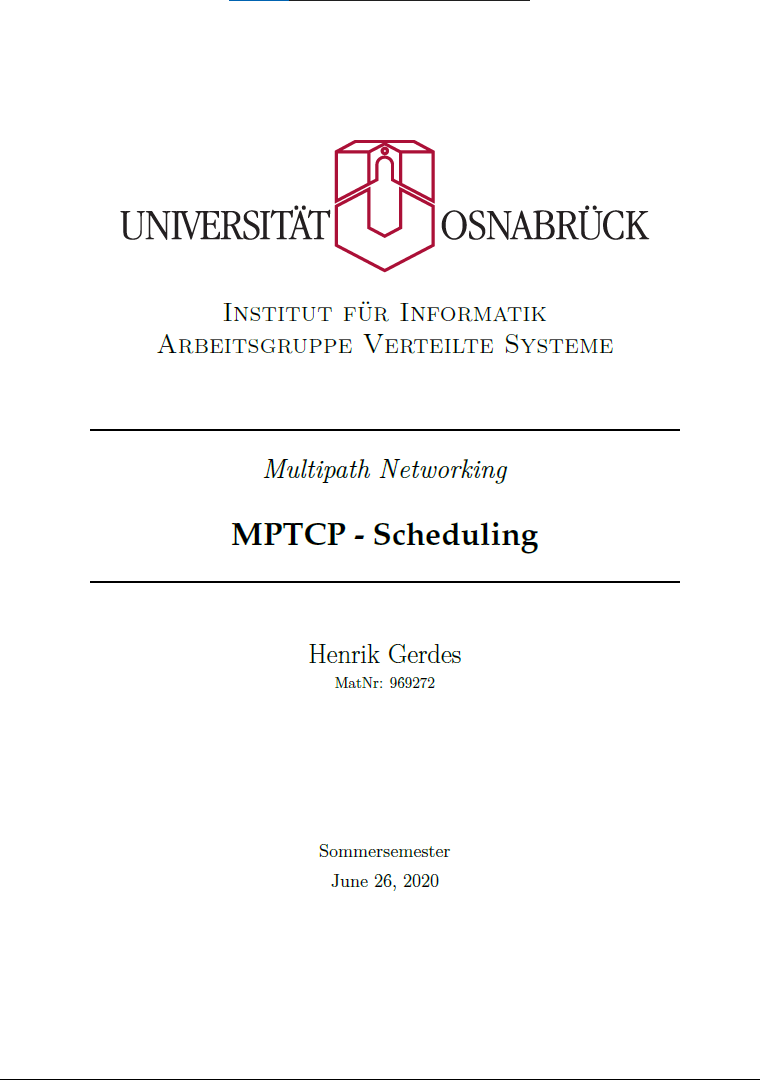 UNIVERSITÄT OSNABRÜCK
Institut für Informatik
Arbeitsgruppe Verteilte Systeme
Multipath Networking
MPTCP - Scheduling
Henrik Gerdes
MatNr: 969272
Sommersemester
June 26, 2020